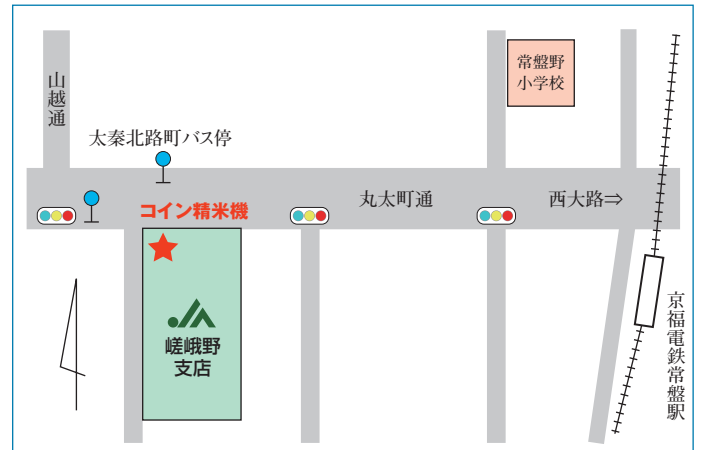 山越通
常盤野
小学校
太秦北路町バス停
丸太町通
西大路⇒
コイン精米機
JA
嵯峨野
支店
京福電鉄常盤駅